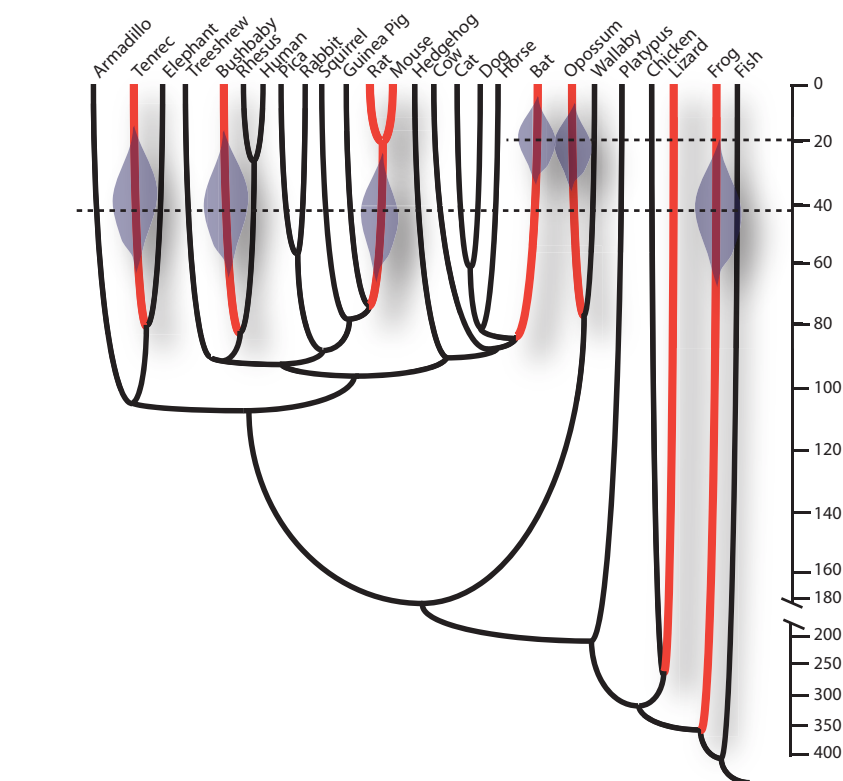 Armadillo
Tenrec
Elephant
Treeshrew
Bushbaby
Rhesus
Human
Pica
Rabbit
Squirrel
Guinea Pig
Rat
Mouse
Hedgehog
Cow
Cat
Dog
Horse
Bat
Opossum
Wallaby
Platypus
Chicken
Lizard
Frog
Fish
0
20
40
60
80
100
120
140
160
180
200
250
300
350
400